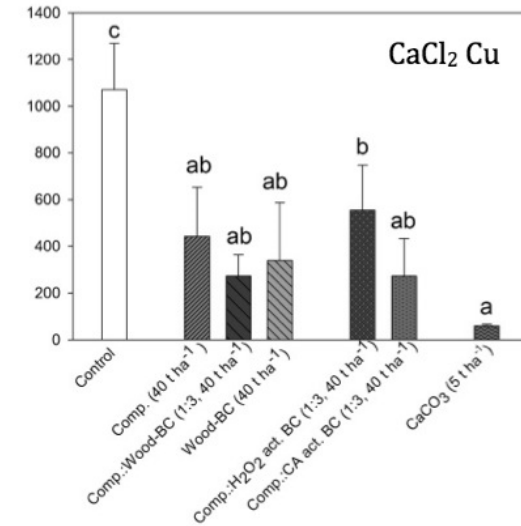 1400
CaCl₂ Cu
c
1200
1000
800
b
ab
ab
600
ab
ab
400
200
a
0
Control
Comp. (40 t ha⁻¹)
Comp.:Wood-BC (1:3, 40 t ha⁻¹)
Wood-BC (40 t ha⁻¹)
Comp.:H₂O₂ act. BC (1:3, 40 t ha⁻¹)
Comp.:CA act. BC (1:3, 40 t ha⁻¹)
CaCO₃ (5 t ha⁻¹)